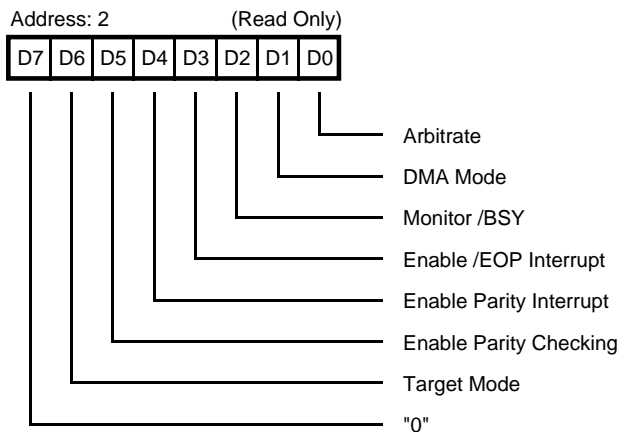 Address: 2 (Read Only)
D7 D6 D5 D4 D3 D2 D1 D0
Arbitrate
DMA Mode
Monitor /BSY
Enable /EOP Interrupt
Enable Parity Interrupt
Enable Parity Checking
Target Mode
"0"